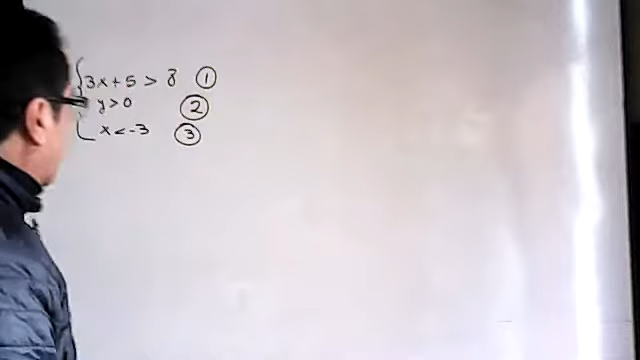 3x + 5 > 8 ①
y > 0 ②
x < -3 ③